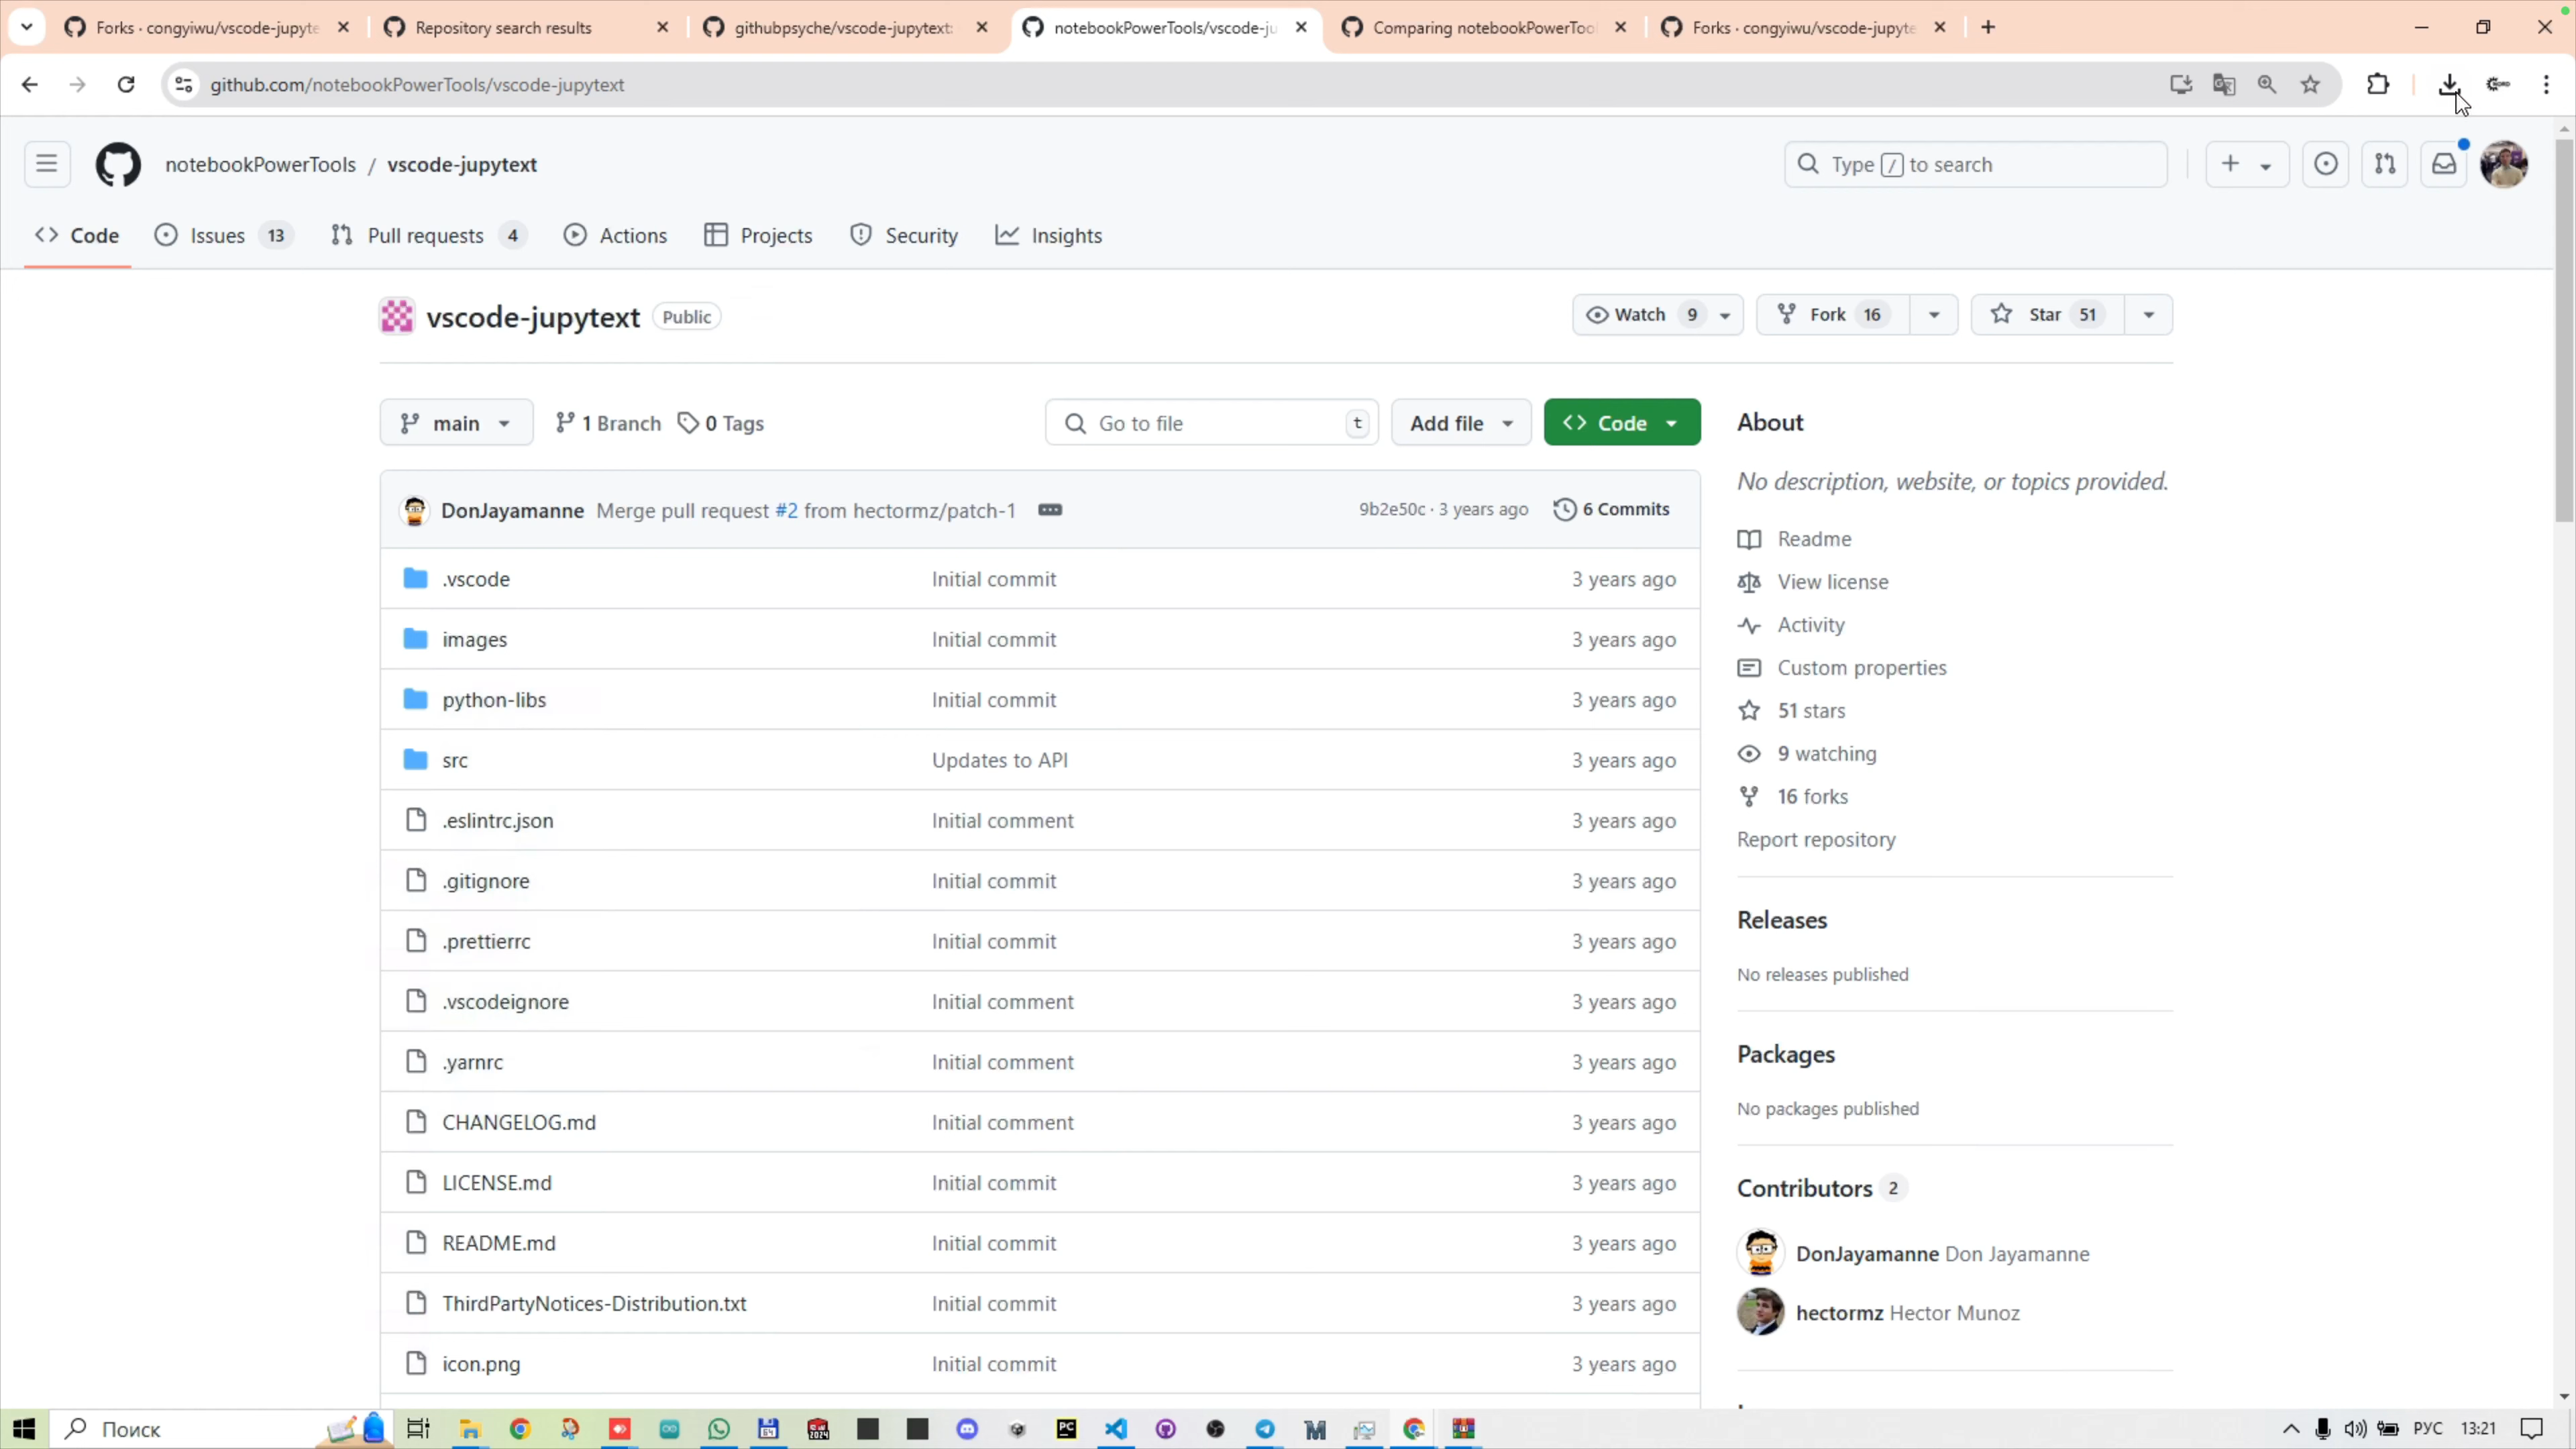 Forks · congyiwu/vscode-jupyte
Repository search results
githubpsyche/vscode-jupytext:
notebookPowerTools/vscode-ju
Comparing notebookPowerToo
Forks · congyiwu/vscode-jupyte
github.com/notebookPowerTools/vscode-jupytext
notebookPowerTools / vscode-jupytext
Type / to search
Code
Issues 13
Pull requests 4
Actions
Projects
Security
Insights
vscode-jupytext Public
Watch 9
Fork 16
Star 51
main
1 Branch
0 Tags
Go to file t
Add file
Code
DonJayamanne Merge pull request #2 from hectormz/patch-1
9b2e50c · 3 years ago
6 Commits
.vscode Initial commit 3 years ago
images Initial commit 3 years ago
python-libs Initial commit 3 years ago
src Updates to API 3 years ago
.eslintrc.json Initial comment 3 years ago
.gitignore Initial commit 3 years ago
.prettierrc Initial commit 3 years ago
.vscodeignore Initial comment 3 years ago
.yarnrc Initial comment 3 years ago
CHANGELOG.md Initial comment 3 years ago
LICENSE.md Initial commit 3 years ago
README.md Initial commit 3 years ago
ThirdPartyNotices-Distribution.txt Initial commit 3 years ago
icon.png Initial commit 3 years ago
About
No description, website, or topics provided.
Readme
View license
Activity
Custom properties
51 stars
9 watching
16 forks
Report repository
Releases
No releases published
Packages
No packages published
Contributors 2
DonJayamanne Don Jayamanne
hectormz Hector Munoz
Поиск
64
2024
PC
РУС
13:21